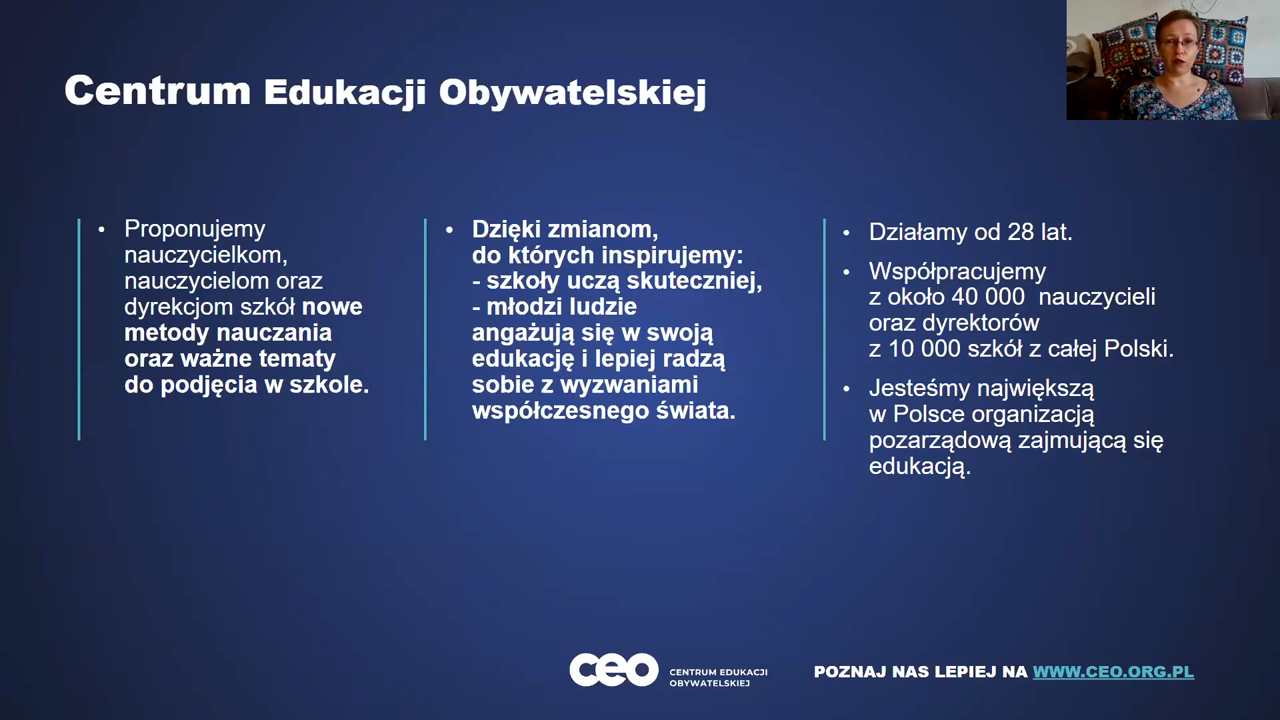 Centrum Edukacji Obywatelskiej
• Proponujemy
nauczycielkom,
nauczycielom oraz
dyrekcjom szkół nowe
metody nauczania
oraz ważne tematy
do podjęcia w szkole.
• Dzięki zmianom,
do których inspirujemy:
- szkoły uczą skuteczniej,
- młodzi ludzie
angażują się w swoją
edukację i lepiej radzą
sobie z wyzwaniami
współczesnego świata.
• Działamy od 28 lat.
• Współpracujemy
z około 40 000 nauczycieli
oraz dyrektorów
z 10 000 szkół z całej Polski.
• Jesteśmy największą
w Polsce organizacją
pozarządową zajmującą się
edukacją.
ceo
CENTRUM EDUKACJI
OBYWATELSKIEJ
POZNAJ NAS LEPIEJ NA WWW.CEO.ORG.PL